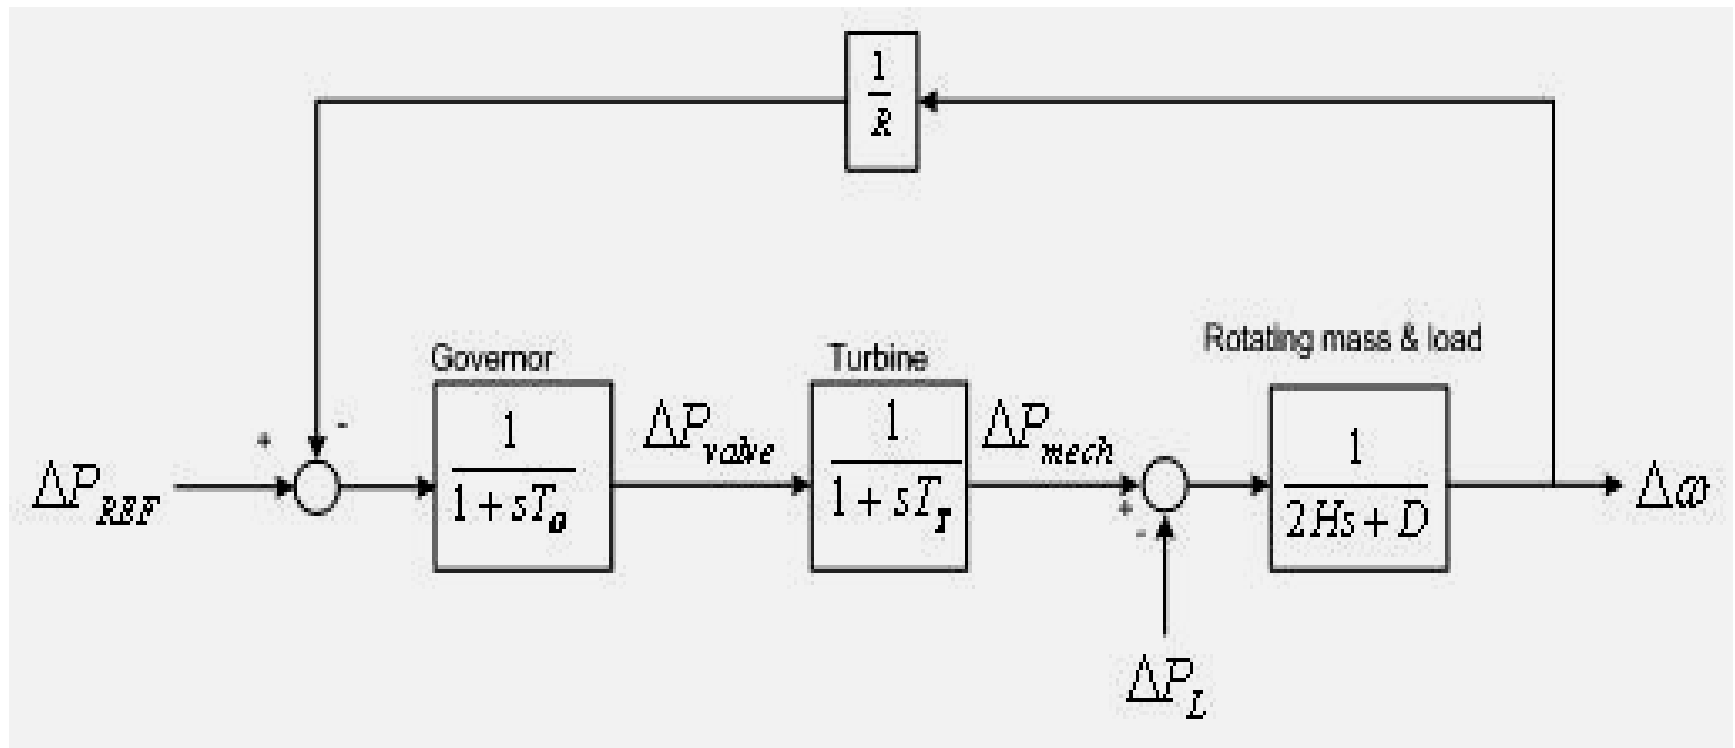 1
R
Governor
Turbine
Rotating mass & load
1
1 + sT_G
ΔP_valve
1
1 + sT_T
ΔP_mech
1
2Hs + D
+
-
ΔP_REF
+
-
Δω
ΔP_L